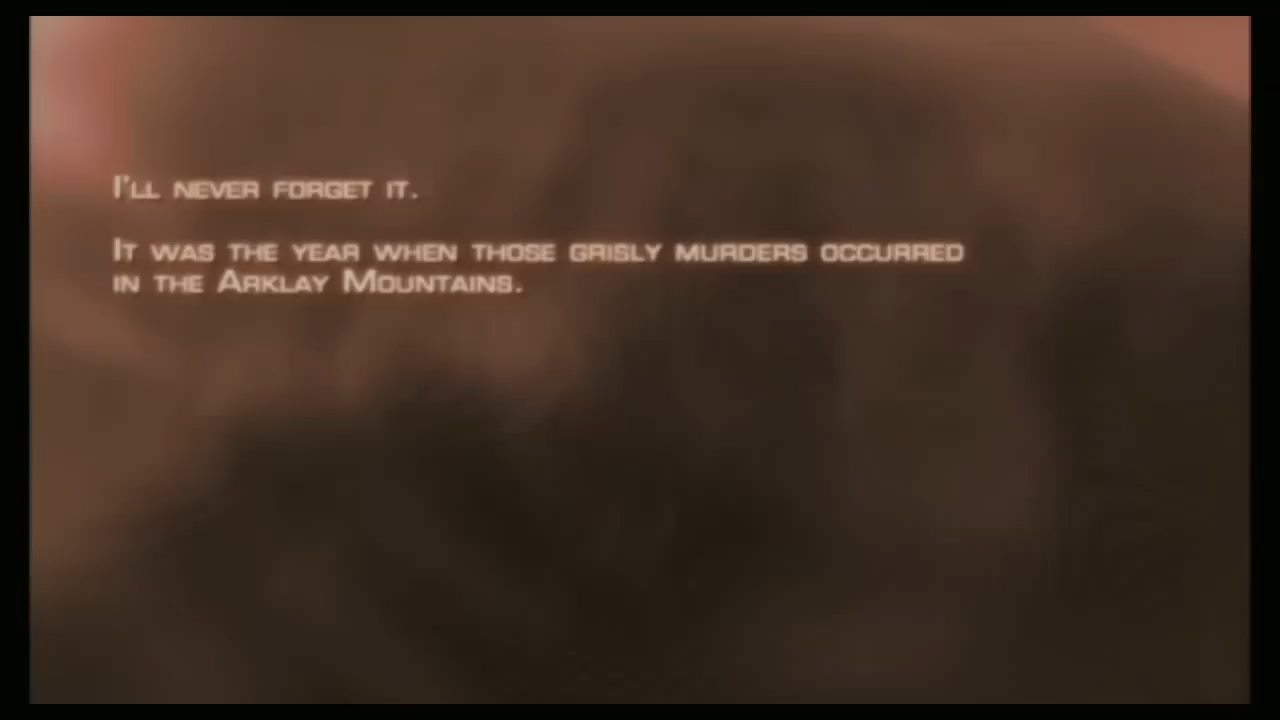 I'll never forget it.
It was the year when those grisly murders occurred
in the Arklay Mountains.